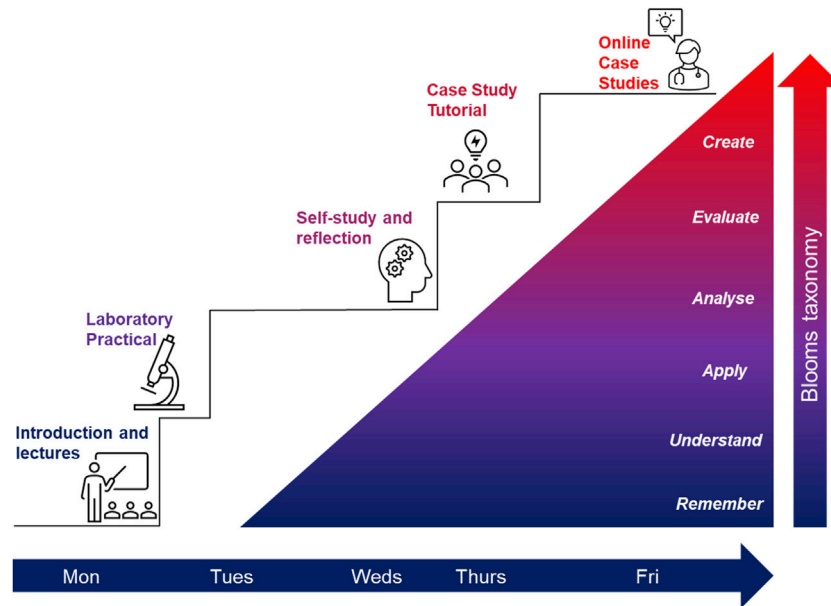 Online
Case
Studies
Case Study
Tutorial
Create
Self-study and
reflection
Evaluate
Laboratory
Practical
Analyse
Apply
Introduction and
lectures
Understand
Remember
Blooms taxonomy
Mon Tues Weds Thurs Fri